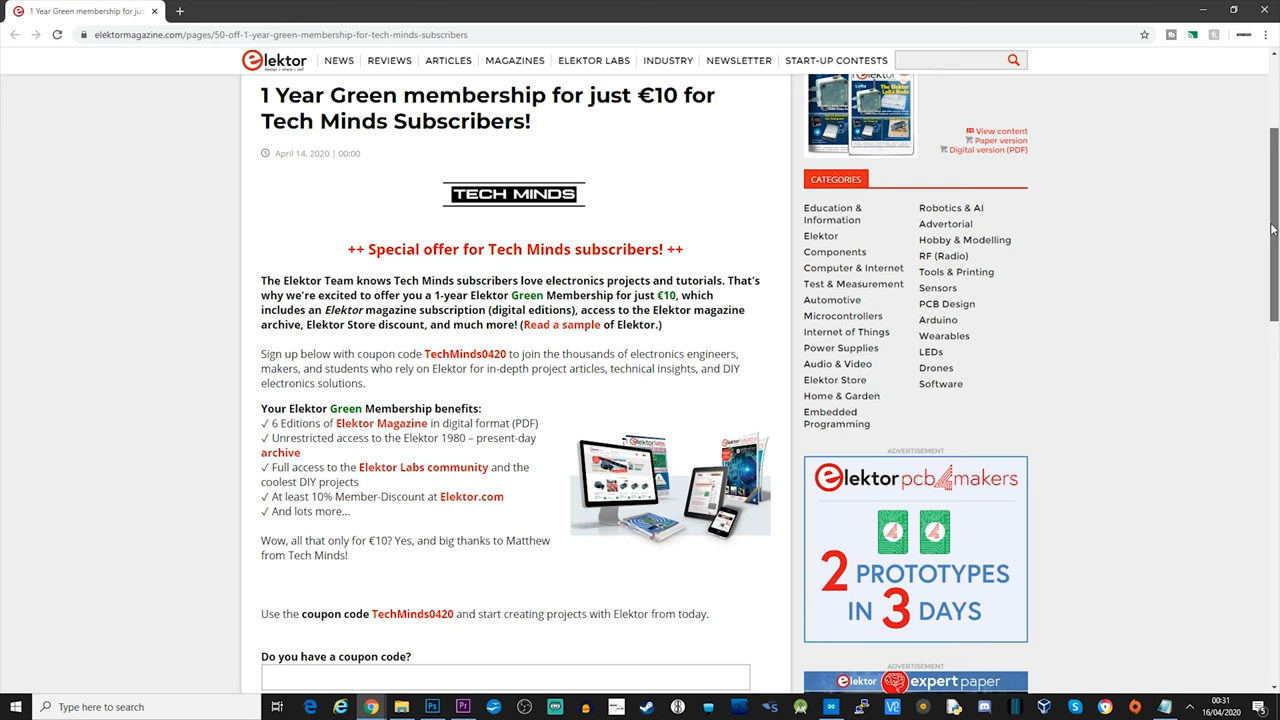 1 Year Green membership for jus
elektormagazine.com/pages/50-off-1-year-green-membership-for-tech-minds-subscribers
elektor
design > share > sell
NEWS
REVIEWS
ARTICLES
MAGAZINES
ELEKTOR LABS
INDUSTRY
NEWSLETTER
START-UP CONTESTS
1 Year Green membership for just €10 for
Tech Minds Subscribers!
April 14, 2020 | 00:00
TECH MINDS
++ Special offer for Tech Minds subscribers! ++
The Elektor Team knows Tech Minds subscribers love electronics projects and tutorials. That's
why we're excited to offer you a 1-year Elektor Green Membership for just €10, which
includes an Elektor magazine subscription (digital editions), access to the Elektor magazine
archive, Elektor Store discount, and much more! (Read a sample of Elektor.)
Sign up below with coupon code TechMinds0420 to join the thousands of electronics engineers,
makers, and students who rely on Elektor for in-depth project articles, technical insights, and DIY
electronics solutions.
Your Elektor Green Membership benefits:
✓ 6 Editions of Elektor Magazine in digital format (PDF)
✓ Unrestricted access to the Elektor 1980 – present-day
archive
✓ Full access to the Elektor Labs community and the
coolest DIY projects
✓ At least 10% Member-Discount at Elektor.com
✓ And lots more...
Wow, all that only for €10? Yes, and big thanks to Matthew
from Tech Minds!
Use the coupon code TechMinds0420 and start creating projects with Elektor from today.
Do you have a coupon code?
View content
Paper version
Digital version (PDF)
CATEGORIES
Education &
Information
Elektor
Components
Computer & Internet
Test & Measurement
Automotive
Microcontrollers
Internet of Things
Power Supplies
Audio & Video
Elektor Store
Home & Garden
Embedded
Programming
Robotics & AI
Advertorial
Hobby & Modelling
RF (Radio)
Tools & Printing
Sensors
PCB Design
Arduino
Wearables
LEDs
Drones
Software
ADVERTISEMENT
elektor pcb4makers
2 PROTOTYPES
IN 3 DAYS
ADVERTISEMENT
elektor expert paper
Type here to search
00:31
16/04/2020